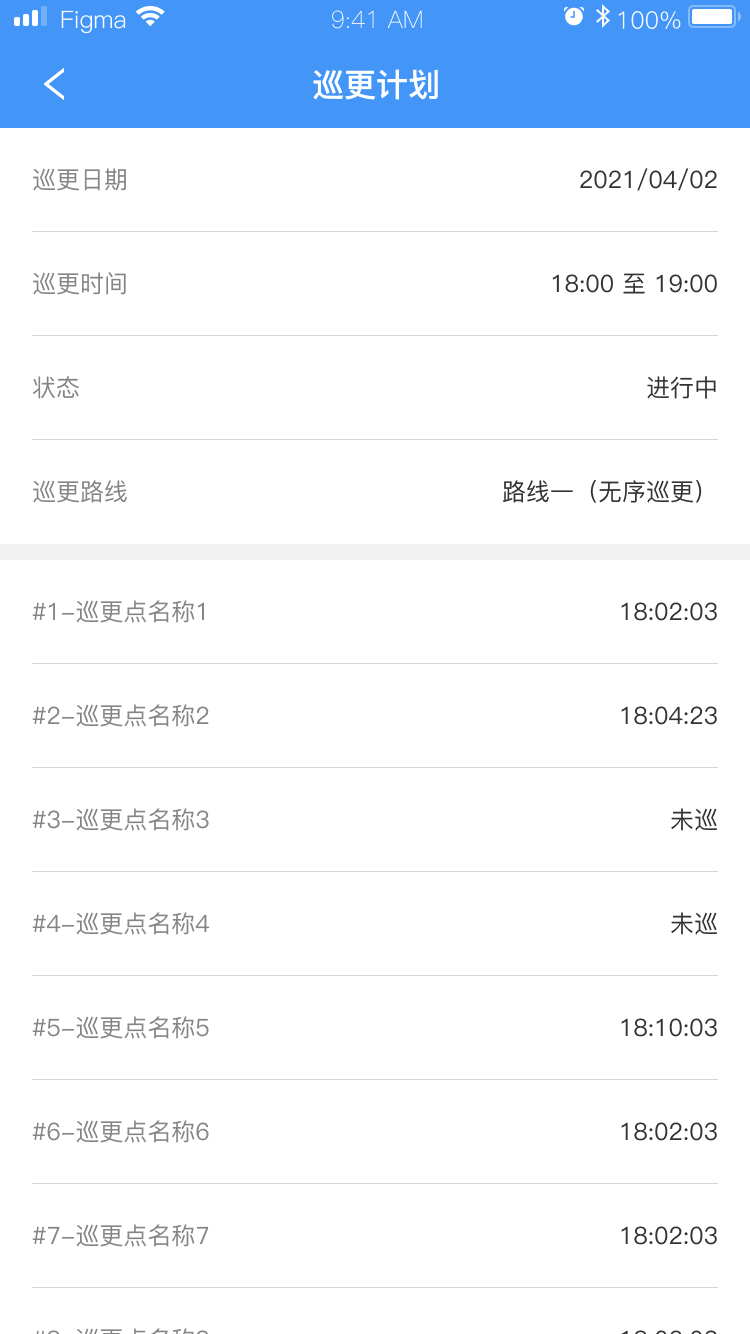 Figma 9:41 AM 100%
巡更计划
巡更日期 2021/04/02
巡更时间 18:00 至 19:00
状态 进行中
巡更路线 路线一（无序巡更）
#1-巡更点名称1 18:02:03
#2-巡更点名称2 18:04:23
#3-巡更点名称3 未巡
#4-巡更点名称4 未巡
#5-巡更点名称5 18:10:03
#6-巡更点名称6 18:02:03
#7-巡更点名称7 18:02:03